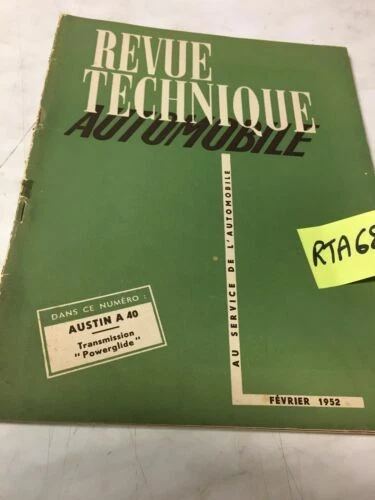 REVUE
TECHNIQUE
AUTOMOBILE
AU SERVICE DE L'AUTOMOBILE
RTA68
DANS CE NUMÉRO :
AUSTIN A 40
Transmission
"Powerglide"
FÉVRIER 1952